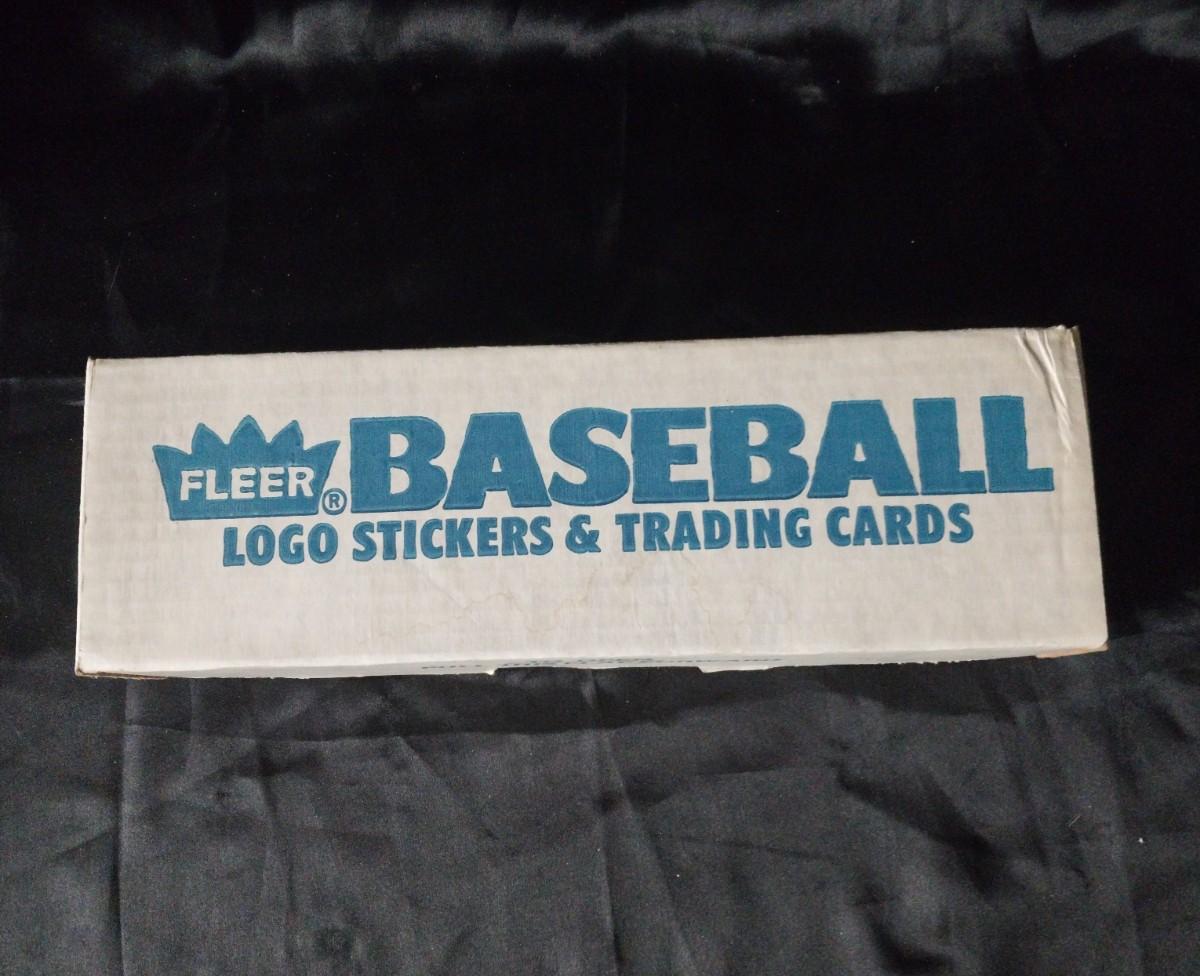 FLEER® BASEBALL
LOGO STICKERS & TRADING CARDS